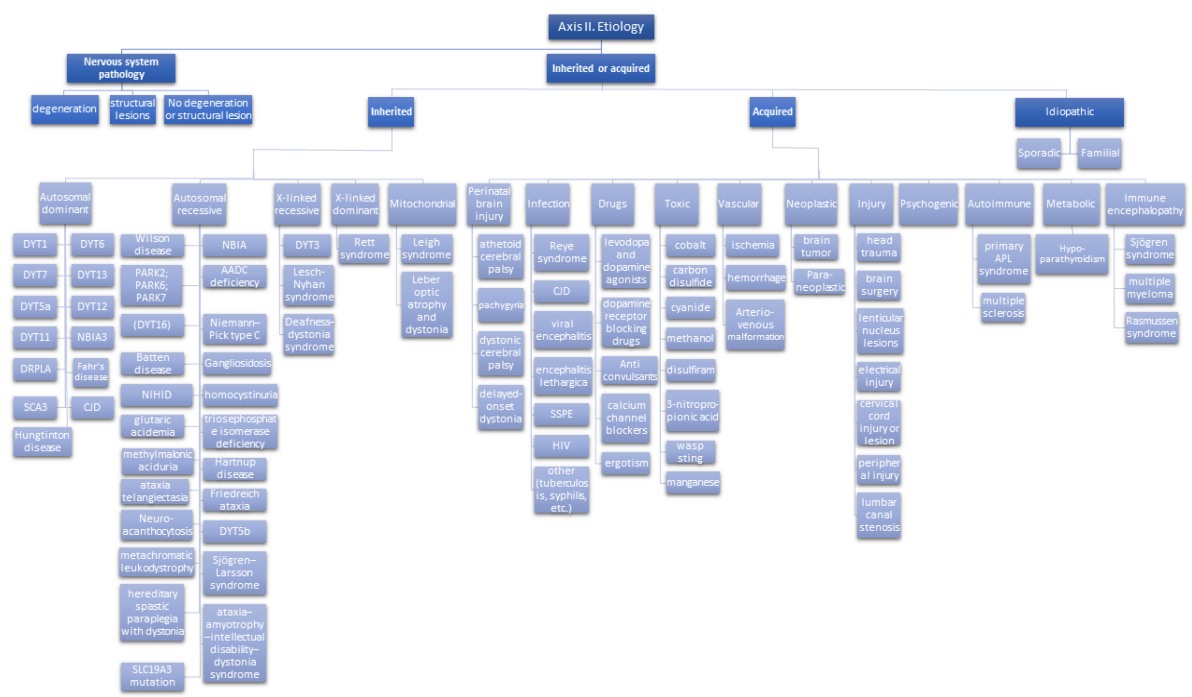 Axis II. Etiology
Nervous system
pathology
Inherited or acquired
degeneration
structural
lesions
No degeneration
or structural lesion
Inherited
Acquired
Idiopathic
Sporadic
Familial
Autosomal
dominant
Autosomal
recessive
X-linked
recessive
X-linked
dominant
Mitochondrial
Perinatal
brain
injury
Infection
Drugs
Toxic
Vascular
Neoplastic
Injury
Psychogenic
Autoimmune
Metabolic
Immune
encephalopathy
DYT1
DYT6
DYT7
DYT13
DYT5a
DYT12
DYT11
NBIA3
DRPLA
Fahr's
disease
SCA3
CJD
Hungtinton
disease
Wilson
disease
NBIA
PARK2;
PARK6;
PARK7
AADC
deficiency
(DYT16)
Niemann–
Pick type C
Batten
disease
Gangliosidosis
NIHID
homocystinuria
glutaric
acidemia
triosephosphat
e isomerase
deficiency
methylmalonic
aciduria
Hartnup
disease
ataxia
telangiectasia
Friedreich
ataxia
Neuro-
acanthocytosis
DYT5b
metachromatic
leukodystrophy
Sjögren–
Larsson
syndrome
hereditary
spastic
paraplegia
with dystonia
ataxia–
amyotrophy
–intellectual
disability–
dystonia
syndrome
SLC19A3
mutation
DYT3
Lesch-
Nyhan
syndrome
Deafness–
dystonia
syndrome
Rett
syndrome
Leigh
syndrome
Leber
optic
atrophy
and
dystonia
athetoid
cerebral
palsy
pachygyria
dystonic
cerebral
palsy
delayed-
onset
dystonia
Reye
syndrome
CJD
viral
encephalitis
encephalitis
lethargica
SSPE
HIV
other
(tuberculos
is, syphilis,
etc.)
levodopa
and
dopamine
agonists
dopamine
receptor
blocking
drugs
Anti
convulsants
calcium
channel
blockers
ergotism
cobalt
carbon
disulfide
cyanide
methanol
disulfiram
3-nitropro-
pionic acid
wasp
sting
manganese
ischemia
hemorrhage
Arterio-
venous
malformation
brain
tumor
Para-
neoplastic
head
trauma
brain
surgery
lenticular
nucleus
lesions
electrical
injury
cervical
cord
injury or
lesion
peripher
al injury
lumbar
canal
stenosis
primary
APL
syndrome
multiple
sclerosis
Hypo-
parathyroidism
Sjögren
syndrome
multiple
myeloma
Rasmussen
syndrome